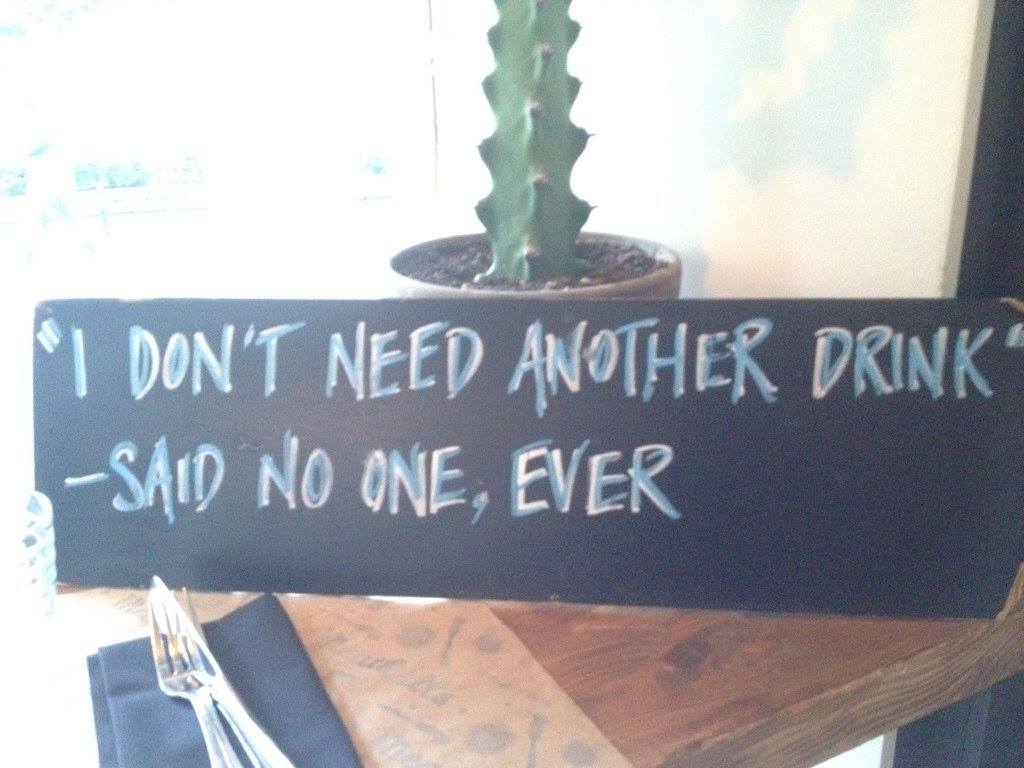 "I DON'T NEED ANOTHER DRINK"
-SAID NO ONE, EVER